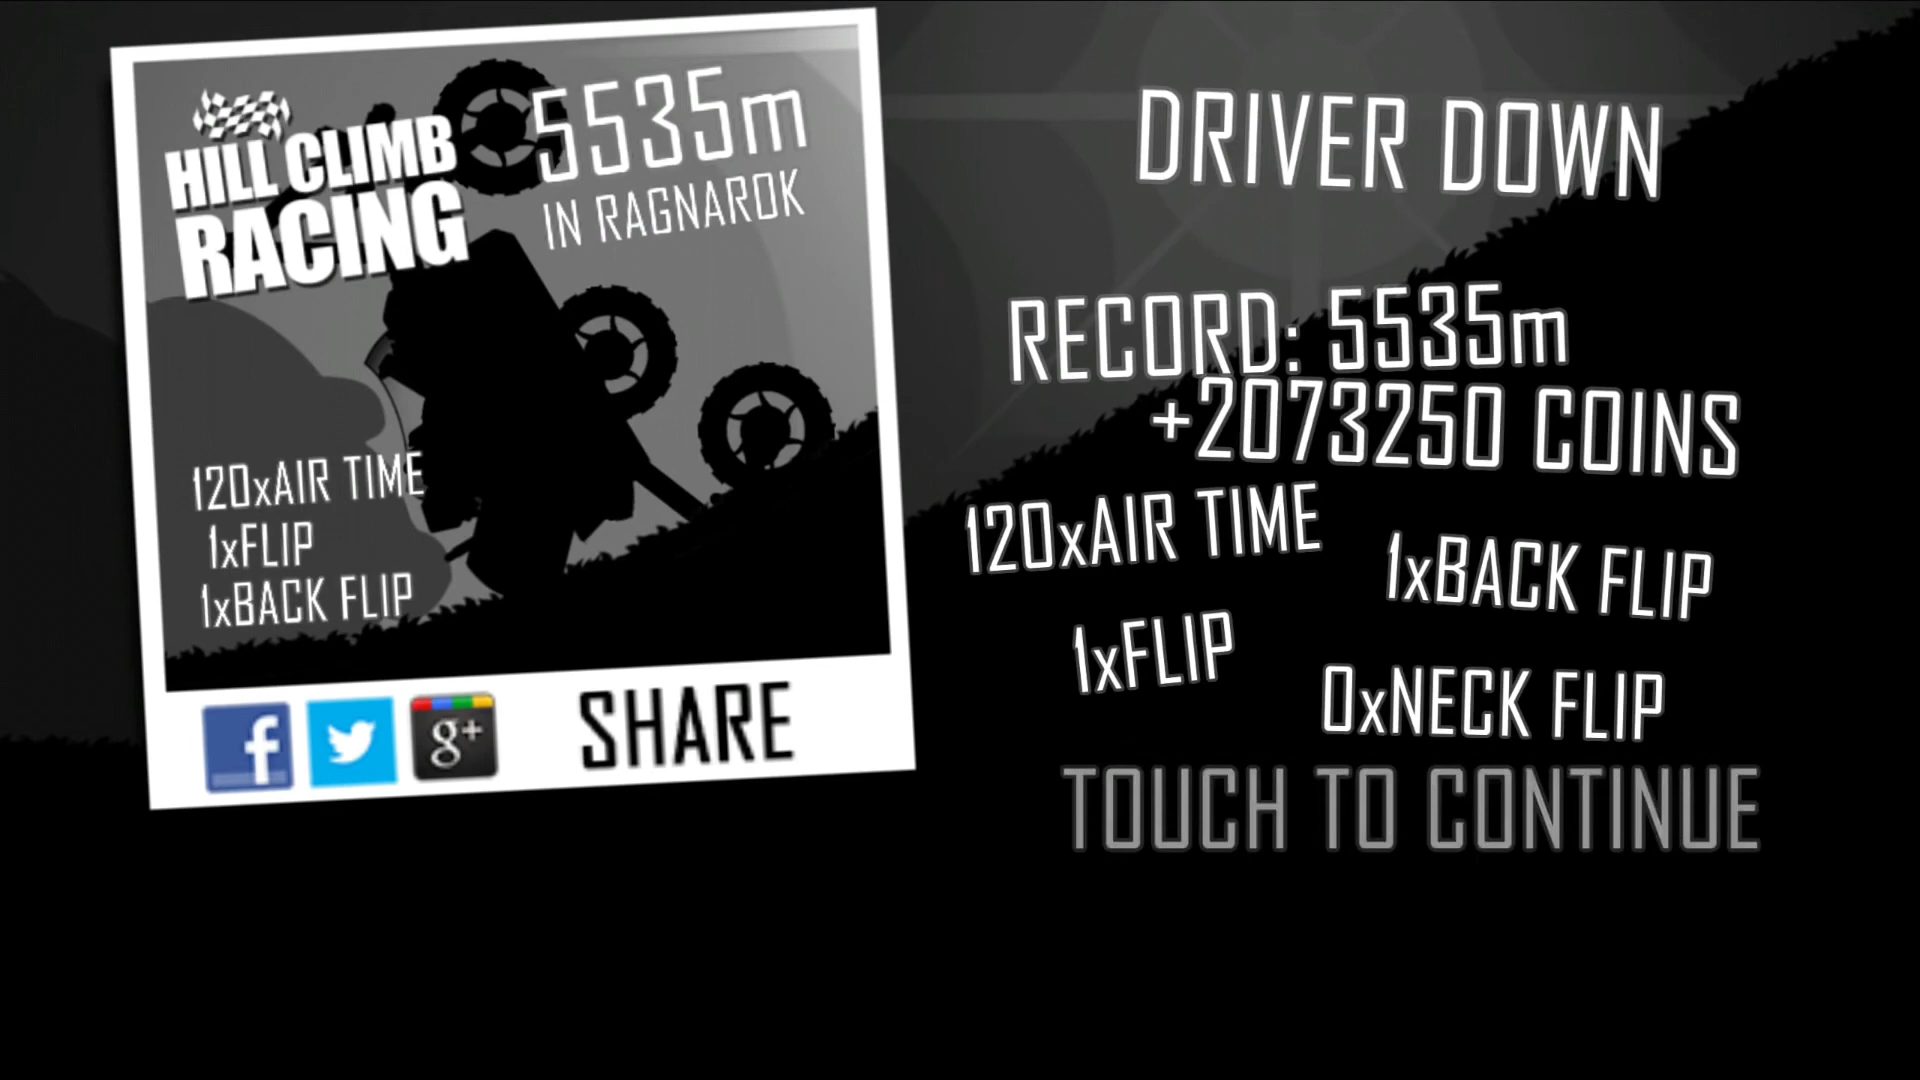 HILL CLIMB
RACING
5535m
IN RAGNAROK
120xAIR TIME
1xFLIP
1xBACK FLIP
f
g+
SHARE
DRIVER DOWN
RECORD: 5535m
+2073250 COINS
120xAIR TIME
1xBACK FLIP
1xFLIP
0xNECK FLIP
TOUCH TO CONTINUE